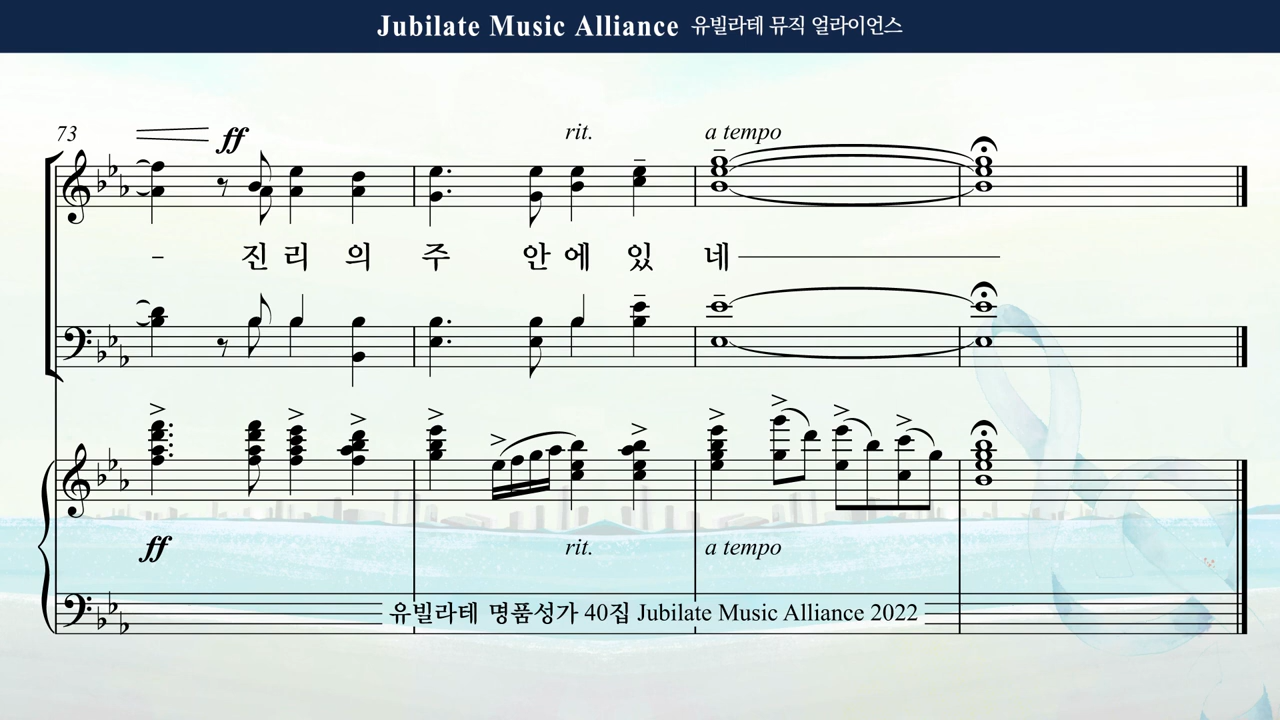 Jubilate Music Alliance 유빌라테 뮤직 얼라이언스
73 ff rit. a tempo
- 진 리 의 주 안 에 있 네
ff rit. a tempo
유빌라테 명품성가 40집 Jubilate Music Alliance 2022